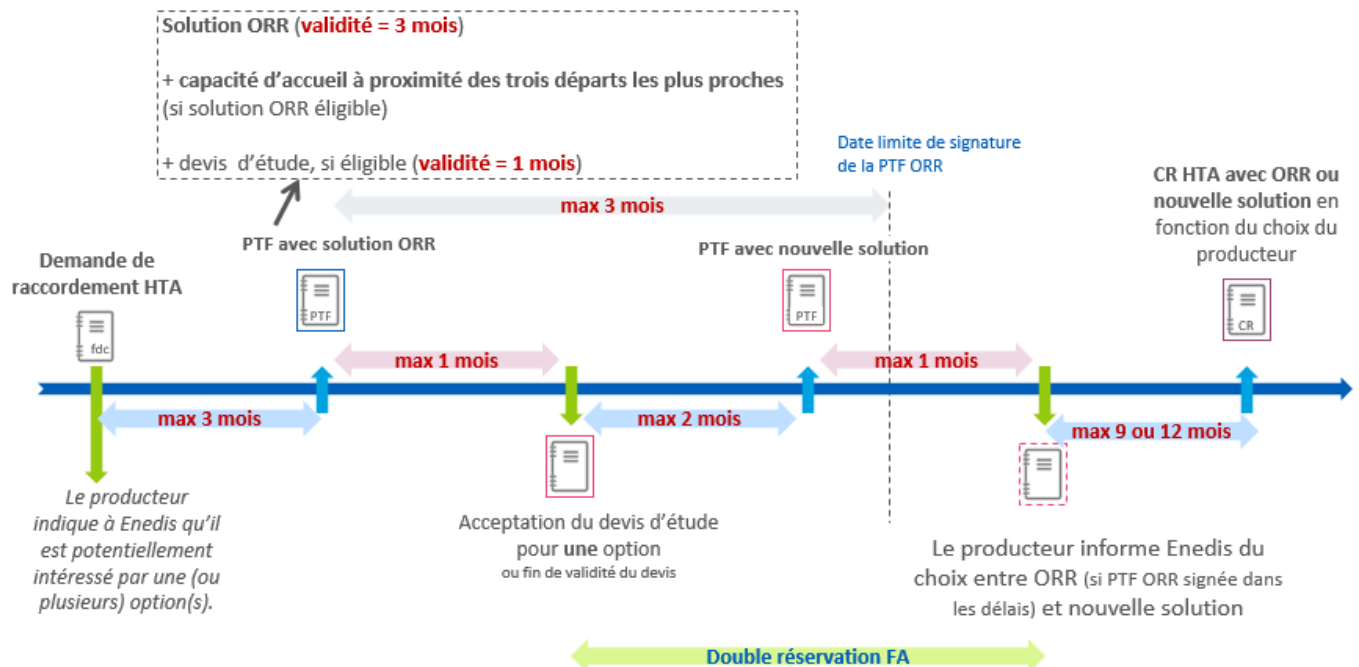 Solution ORR (validité = 3 mois)
+ capacité d'accueil à proximité des trois départs les plus proches
(si solution ORR éligible)
+ devis d'étude, si éligible (validité = 1 mois)
Date limite de signature
de la PTF ORR
max 3 mois
CR HTA avec ORR ou
nouvelle solution en
fonction du choix du
producteur
PTF avec solution ORR
PTF avec nouvelle solution
Demande de
raccordement HTA
fdc
PTF
PTF
CR
max 1 mois
max 1 mois
max 3 mois
max 2 mois
max 9 ou 12 mois
Le producteur
indique à Enedis qu'il
est potentiellement
intéressé par une (ou
plusieurs) option(s).
Acceptation du devis d'étude
pour une option
ou fin de validité du devis
Le producteur informe Enedis du
choix entre ORR (si PTF ORR signée dans
les délais) et nouvelle solution
Double réservation FA